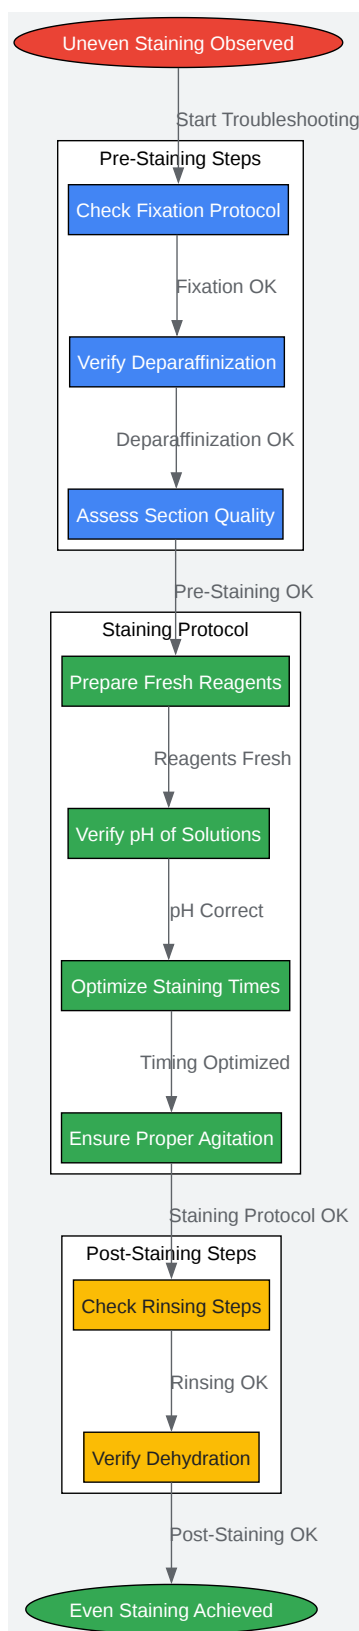 Uneven Staining Observed
Start Troubleshooting
Pre-Staining Steps
Check Fixation Protocol
Fixation OK
Verify Deparaffinization
Deparaffinization OK
Assess Section Quality
Pre-Staining OK
Staining Protocol
Prepare Fresh Reagents
Reagents Fresh
Verify pH of Solutions
pH Correct
Optimize Staining Times
Timing Optimized
Ensure Proper Agitation
Staining Protocol OK
Post-Staining Steps
Check Rinsing Steps
Rinsing OK
Verify Dehydration
Post-Staining OK
Even Staining Achieved